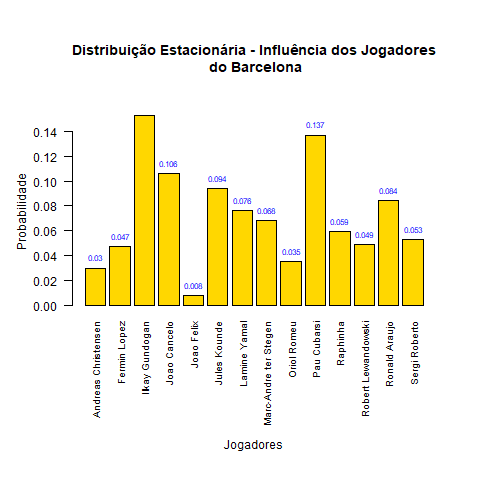 Distribuição Estacionária - Influência dos Jogadores
do Barcelona
Probabilidade
0.14
0.12
0.10
0.08
0.06
0.04
0.02
0.00
0.03
0.047
0.106
0.008
0.094
0.076
0.068
0.035
0.137
0.059
0.049
0.084
0.053
Andreas Christensen
Fermin Lopez
Ilkay Gundogan
Joao Cancelo
Joao Felix
Jules Kounde
Lamine Yamal
Marc-Andre ter Stegen
Oriol Romeu
Pau Cubarsi
Raphinha
Robert Lewandowski
Ronald Araujo
Sergi Roberto
Jogadores